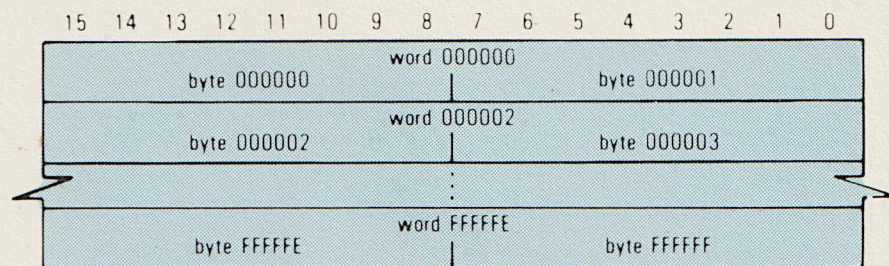 15 14 13 12 11 10 9 8 7 6 5 4 3 2 1 0
word 000000
byte 000000 byte 000001
word 000002
byte 000002 byte 000003
⋮
word FFFFFE
byte FFFFFE byte FFFFFF